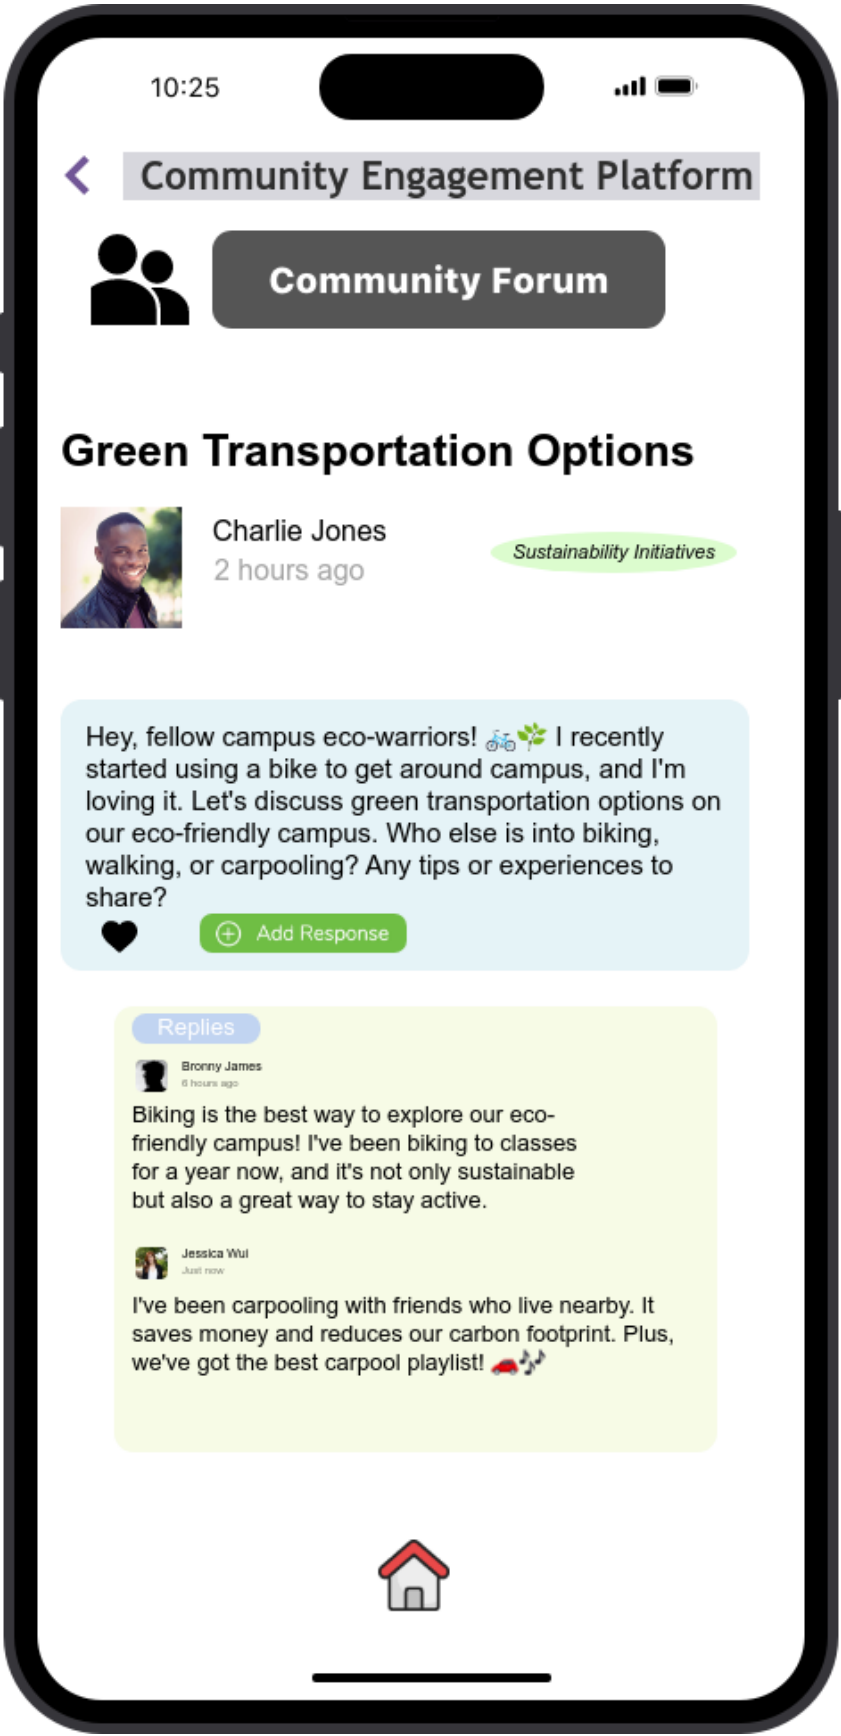 10:25
Community Engagement Platform
Community Forum
Green Transportation Options
Charlie Jones
2 hours ago
Sustainability Initiatives
Hey, fellow campus eco-warriors! 🚲🌿 I recently
started using a bike to get around campus, and I'm
loving it. Let's discuss green transportation options on
our eco-friendly campus. Who else is into biking,
walking, or carpooling? Any tips or experiences to
share?
Add Response
Replies
Bronny James
6 hours ago
Biking is the best way to explore our eco-
friendly campus! I've been biking to classes
for a year now, and it's not only sustainable
but also a great way to stay active.
Jessica Wui
Just now
I've been carpooling with friends who live nearby. It
saves money and reduces our carbon footprint. Plus,
we've got the best carpool playlist! 🚗🎶